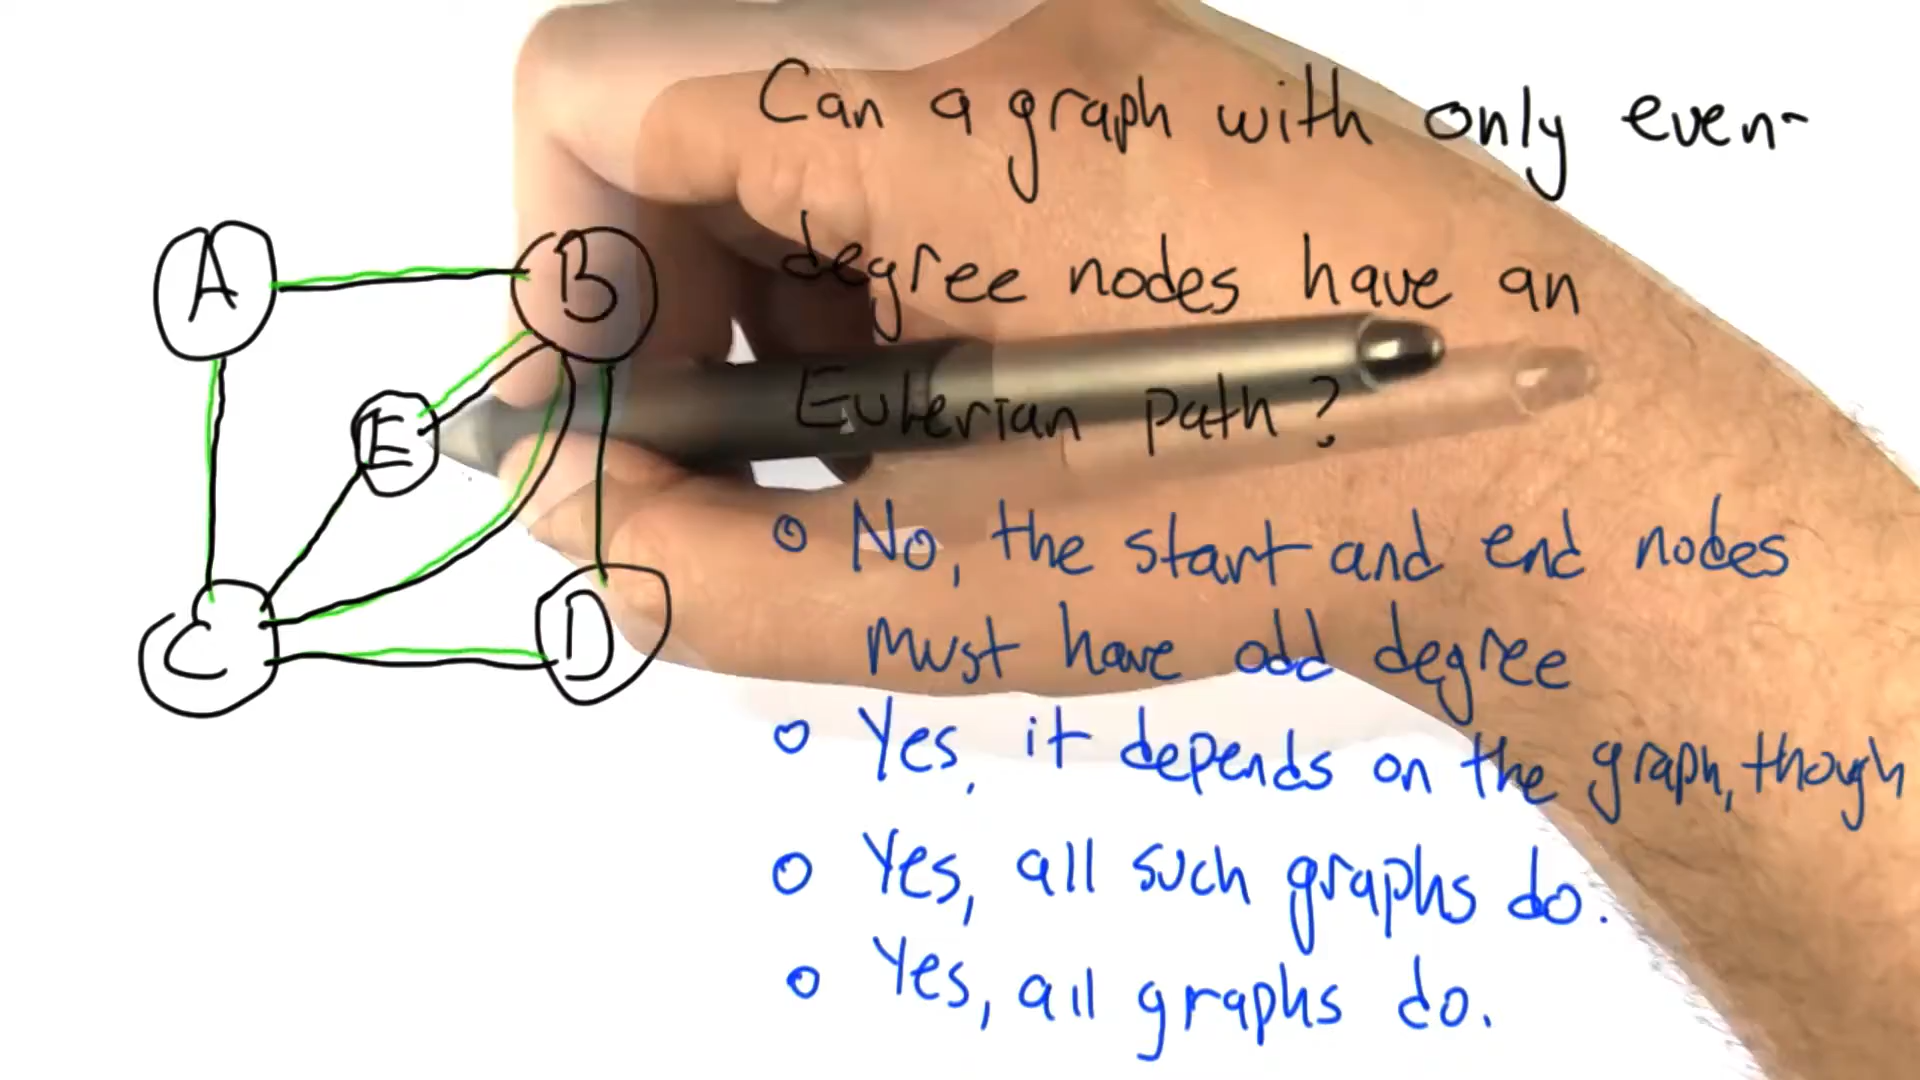 Can a graph with only even-
degree nodes have an
Eulerian path?
No, the start and end nodes
must have odd degree
Yes, it depends on the graph, though
Yes, all such graphs do.
Yes, all graphs do.
A
B
E
C
D